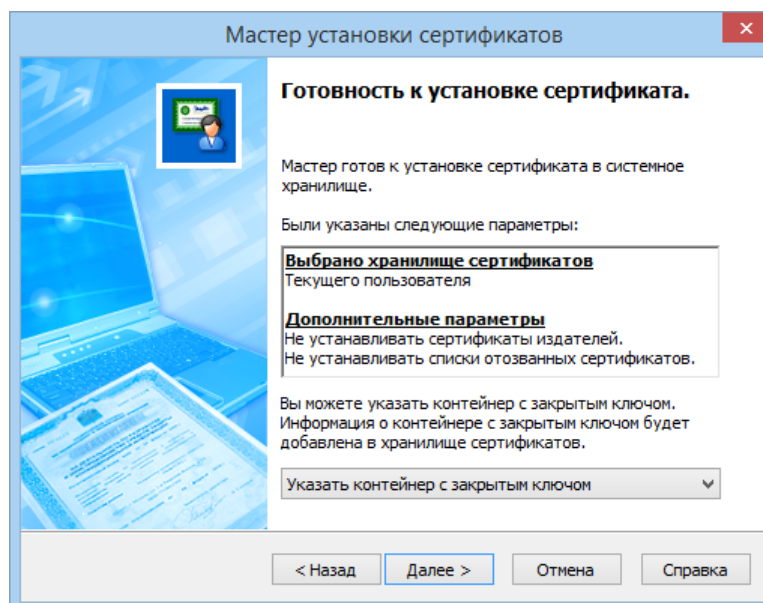 Мастер установки сертификатов
Готовность к установке сертификата.
Мастер готов к установке сертификата в системное
хранилище.
Были указаны следующие параметры:
Выбрано хранилище сертификатов
Текущего пользователя
Дополнительные параметры
Не устанавливать сертификаты издателей.
Не устанавливать списки отозванных сертификатов.
Вы можете указать контейнер с закрытым ключом.
Информация о контейнере с закрытым ключом будет
добавлена в хранилище сертификатов.
Указать контейнер с закрытым ключом
< Назад Далее > Отмена Справка